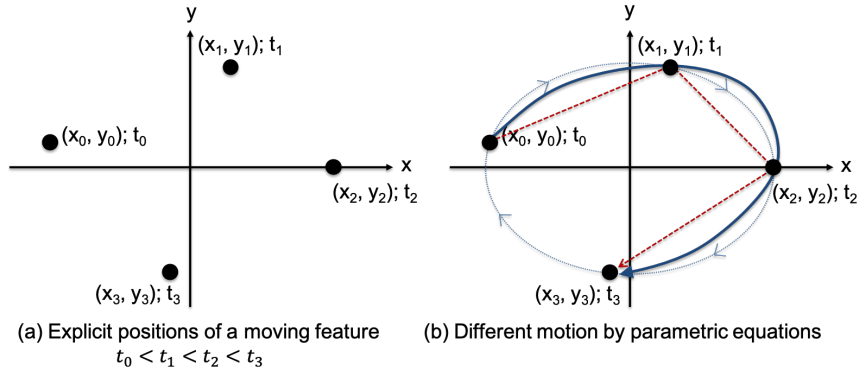 y
(x₁, y₁); t₁
(x₀, y₀); t₀
x
(x₂, y₂); t₂
(x₃, y₃); t₃
(a) Explicit positions of a moving feature
t₀ < t₁ < t₂ < t₃
y
(x₁, y₁); t₁
(x₀, y₀); t₀
x
(x₂, y₂); t₂
(x₃, y₃); t₃
(b) Different motion by parametric equations